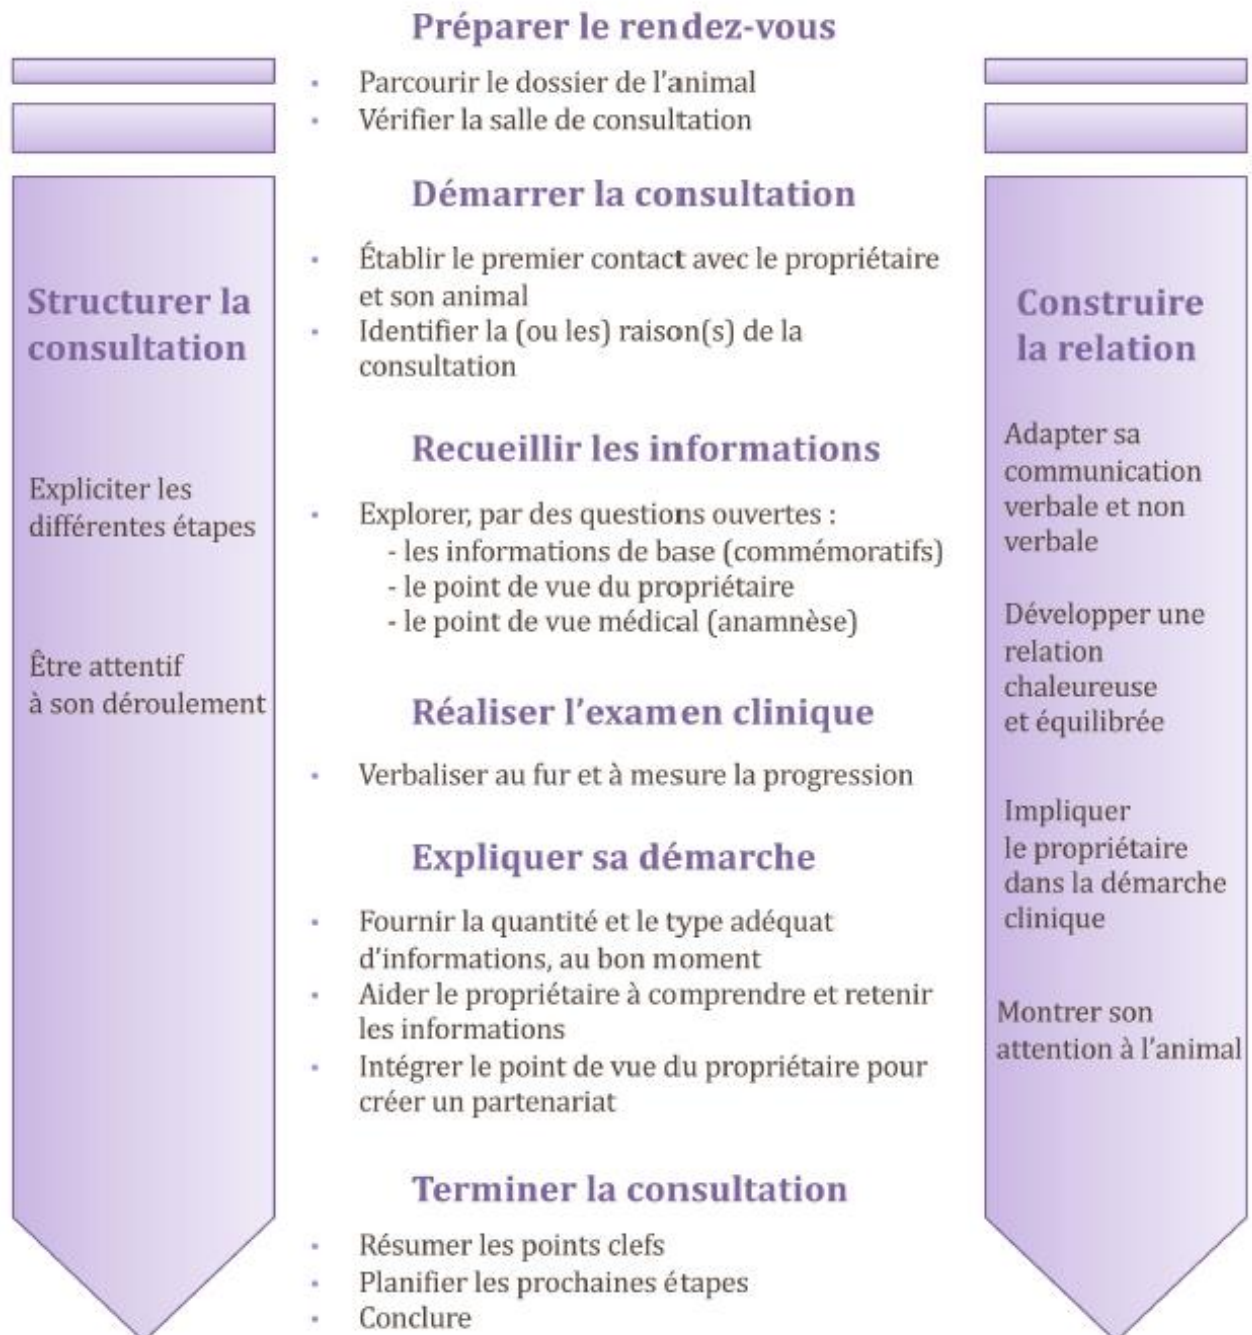 Préparer le rendez-vous
• Parcourir le dossier de l'animal
• Vérifier la salle de consultation
Démarrer la consultation
• Établir le premier contact avec le propriétaire
et son animal
• Identifier la (ou les) raison(s) de la
consultation
Recueillir les informations
• Explorer, par des questions ouvertes :
- les informations de base (commémoratifs)
- le point de vue du propriétaire
- le point de vue médical (anamnèse)
Réaliser l'examen clinique
• Verbaliser au fur et à mesure la progression
Expliquer sa démarche
• Fournir la quantité et le type adéquat
d'informations, au bon moment
• Aider le propriétaire à comprendre et retenir
les informations
• Intégrer le point de vue du propriétaire pour
créer un partenariat
Terminer la consultation
• Résumer les points clefs
• Planifier les prochaines étapes
• Conclure
Structurer la
consultation
Expliciter les
différentes étapes
Être attentif
à son déroulement
Construire
la relation
Adapter sa
communication
verbale et non
verbale
Développer une
relation
chaleureuse
et équilibrée
Impliquer
le propriétaire
dans la démarche
clinique
Montrer son
attention à l'animal